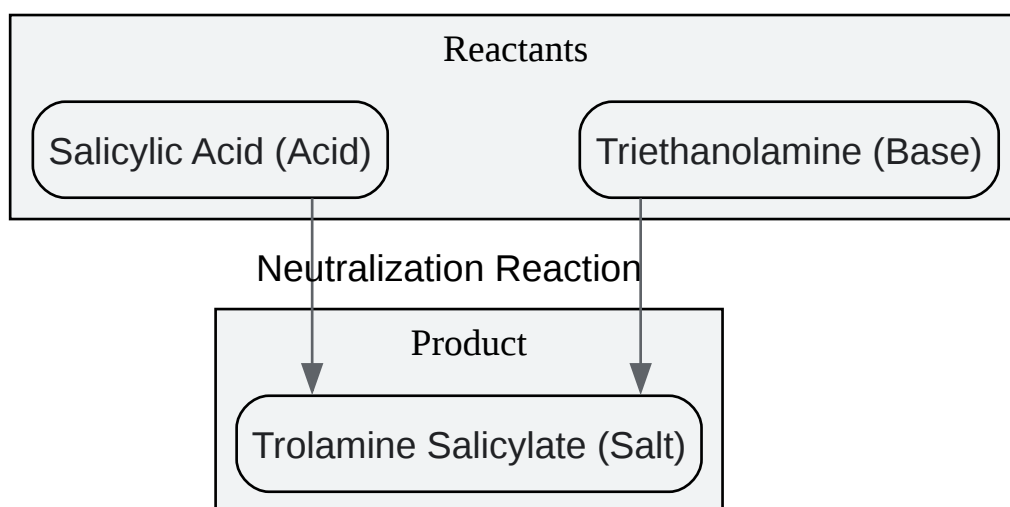 Reactants
Salicylic Acid (Acid)
Triethanolamine (Base)
Neutralization Reaction
Product
Trolamine Salicylate (Salt)